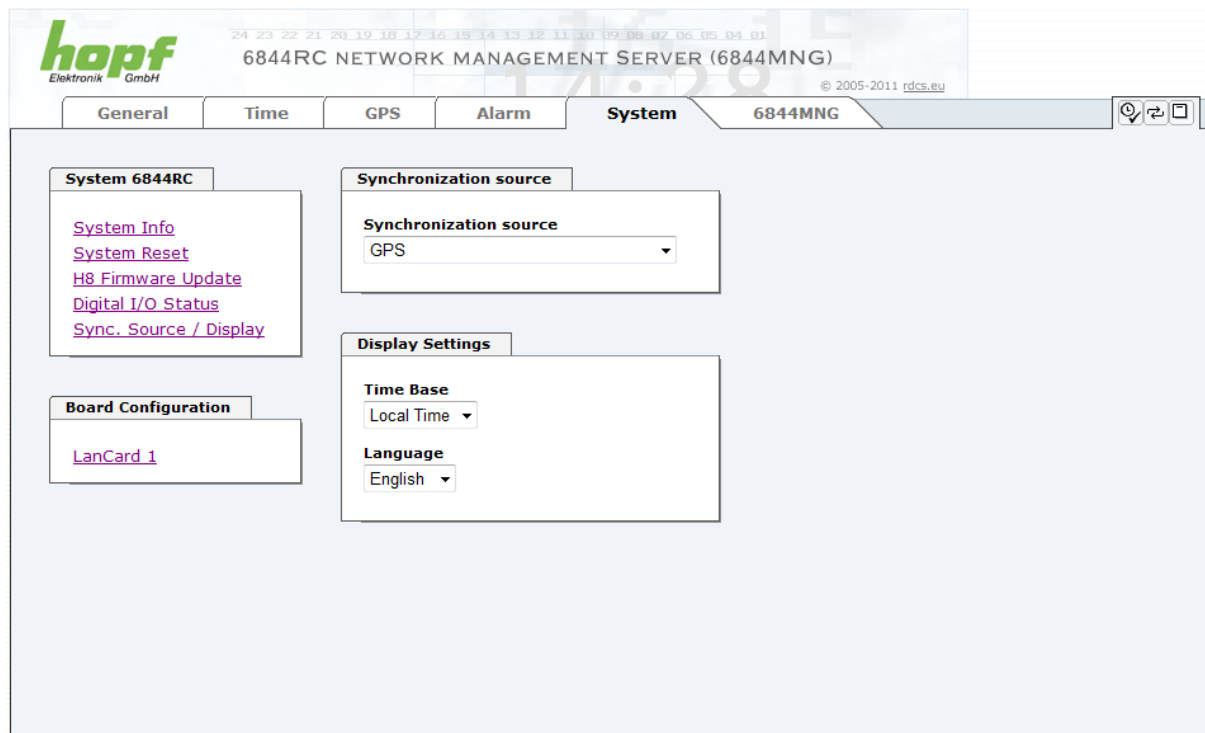 hopf
Elektronik GmbH
24 23 22 21 20 19 18 17 16 15 14 13 12 11 10 09 08 07 06 05 04 01
6844RC NETWORK MANAGEMENT SERVER (6844MNG)
© 2005-2011 rdcs.eu
General Time GPS Alarm System 6844MNG
System 6844RC
System Info
System Reset
H8 Firmware Update
Digital I/O Status
Sync. Source / Display
Board Configuration
LanCard 1
Synchronization source
Synchronization source
GPS
Display Settings
Time Base
Local Time
Language
English